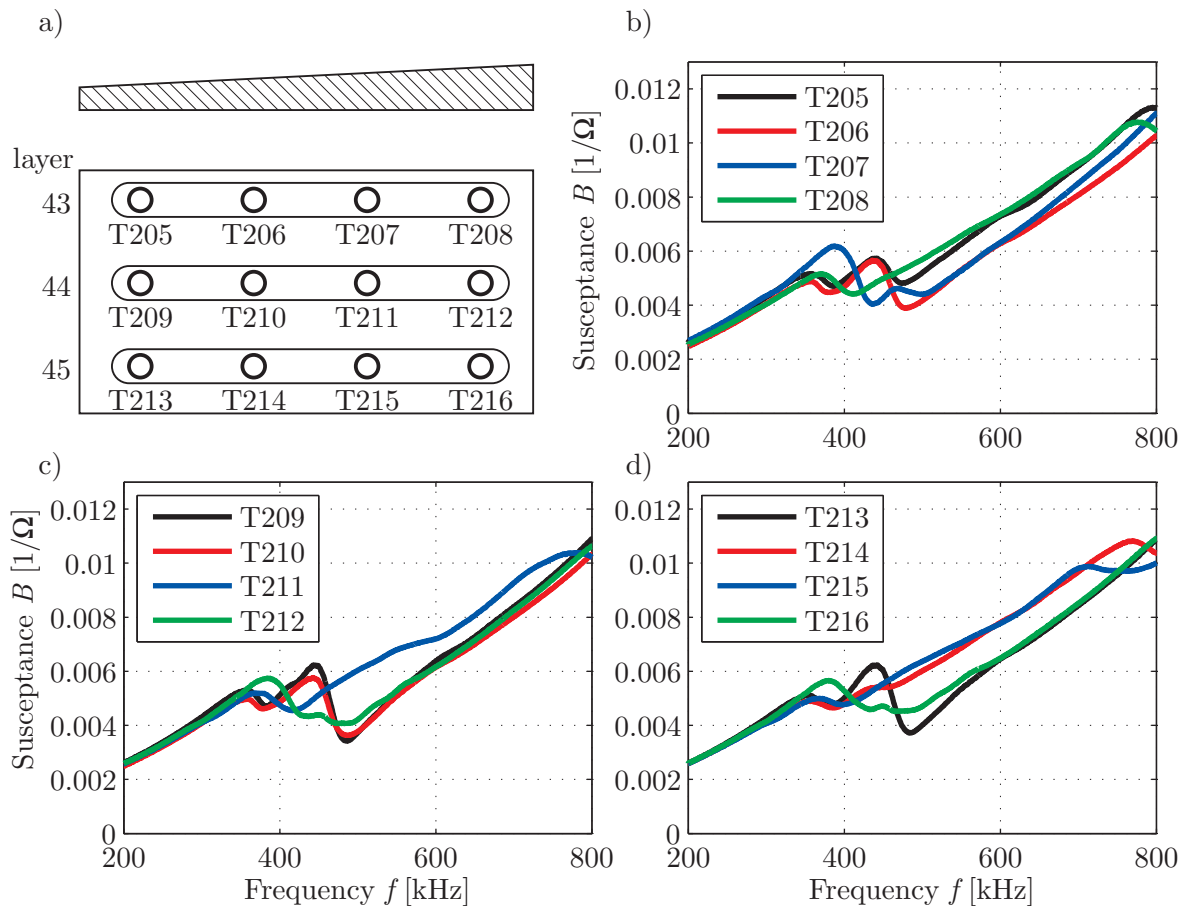 a)
layer
43
T205 T206 T207 T208
44
T209 T210 T211 T212
45
T213 T214 T215 T216
b)
Susceptance B [1/Ω]
0.012
0.01
0.008
0.006
0.004
0.002
0
200 400 600 800
T205
T206
T207
T208
c)
Susceptance B [1/Ω]
0.012
0.01
0.008
0.006
0.004
0.002
0
200 400 600 800
Frequency f [kHz]
T209
T210
T211
T212
d)
0.012
0.01
0.008
0.006
0.004
0.002
0
200 400 600 800
Frequency f [kHz]
T213
T214
T215
T216